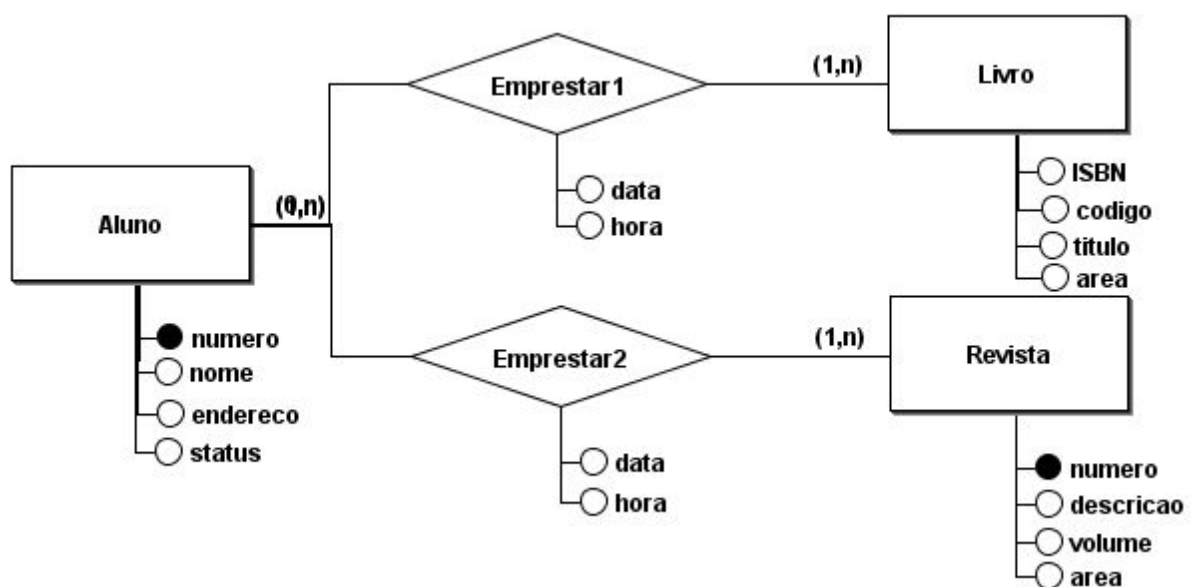 Emprestar1
(1,n)
Livro
data
hora
ISBN
codigo
titulo
area
Aluno
numero
nome
endereco
status
Emprestar2
(1,n)
Revista
data
hora
numero
descricao
volume
area